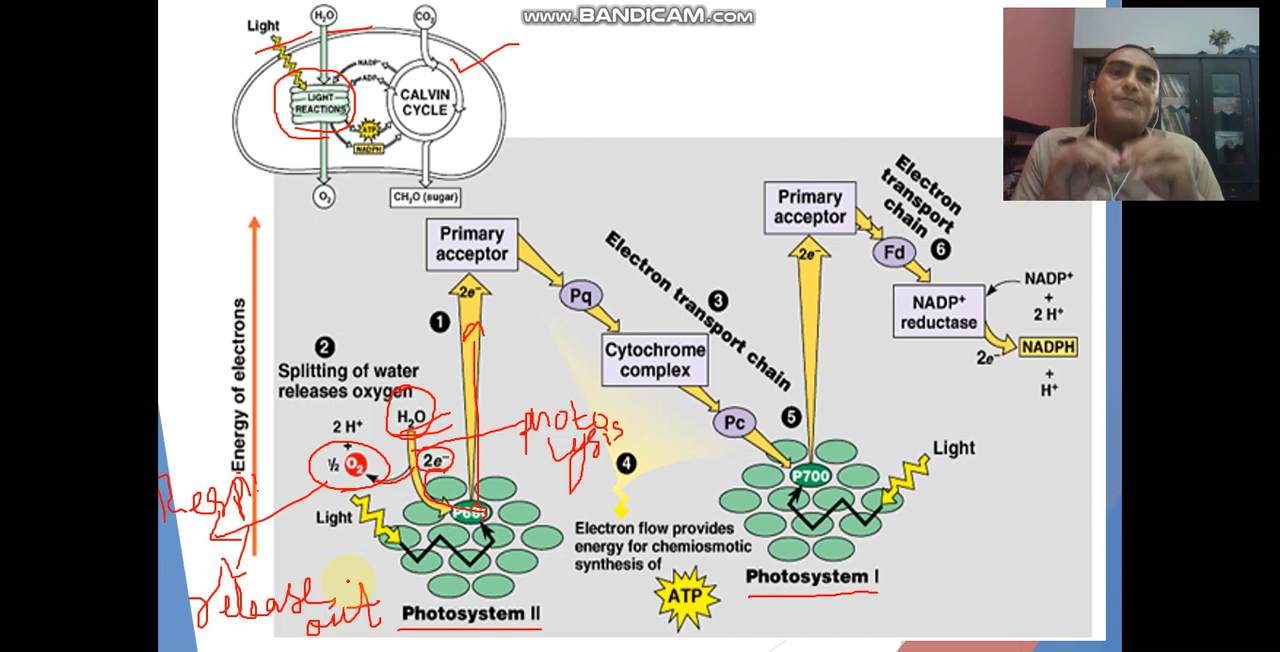 www.BANDICAM.com
Light
H₂O
CO₂
NADP⁺
ADP
LIGHT
REACTIONS
CALVIN
CYCLE
ATP
NADPH
O₂
CH₂O (sugar)
Energy of electrons
Primary
acceptor
2e⁻
1
2
Splitting of water
releases oxygen
H₂O
2 H⁺
+
½ O₂
2e⁻
photo
lysis
Light
release
out
Photosystem II
Pq
Electron transport chain
3
Cytochrome
complex
Pc
5
4
Electron flow provides
energy for chemiosmotic
synthesis of
ATP
Primary
acceptor
2e⁻
Electron
transport
chain
6
Fd
NADP⁺
reductase
NADP⁺
+
2 H⁺
2e⁻
NADPH
+
H⁺
P700
Light
Photosystem I